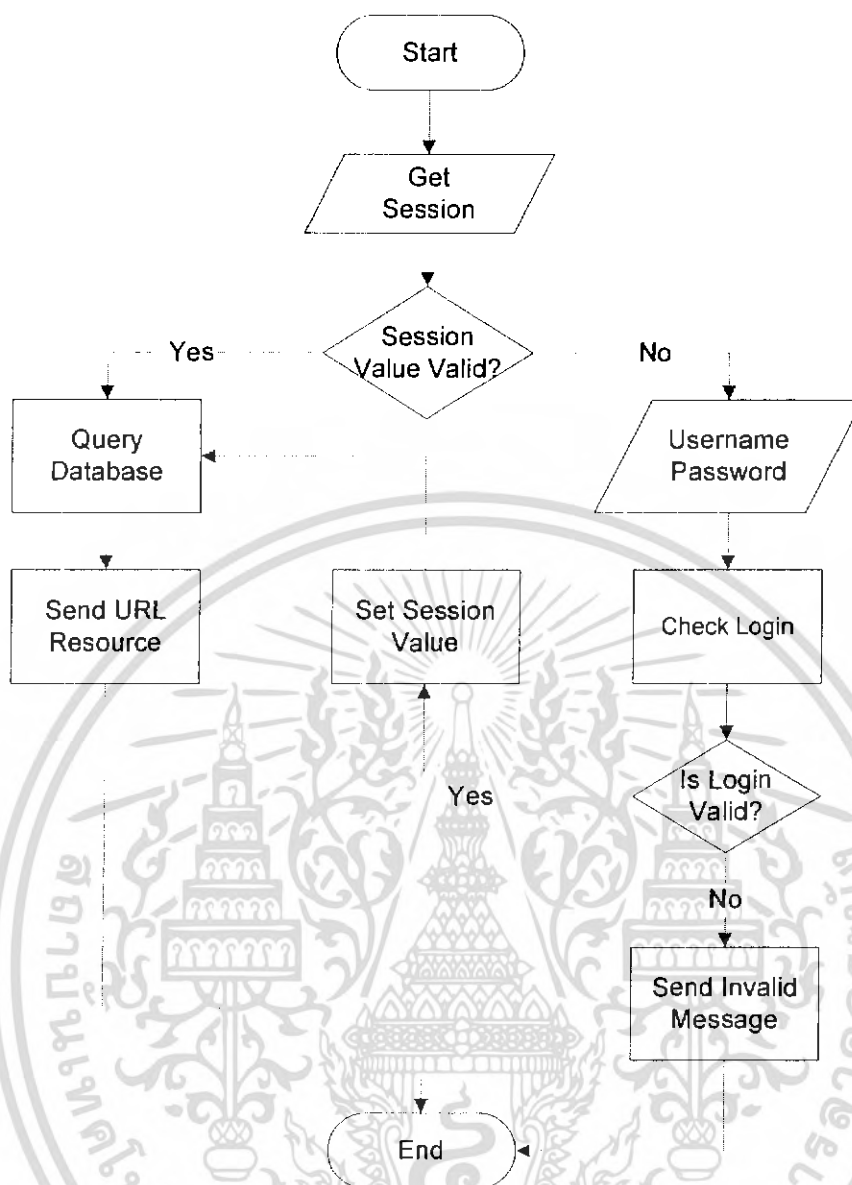 Start
Get
Session
Session
Value Valid?
Yes
No
Query
Database
Username
Password
Send URL
Resource
Set Session
Value
Check Login
Is Login
Valid?
Yes
No
Send Invalid
Message
End